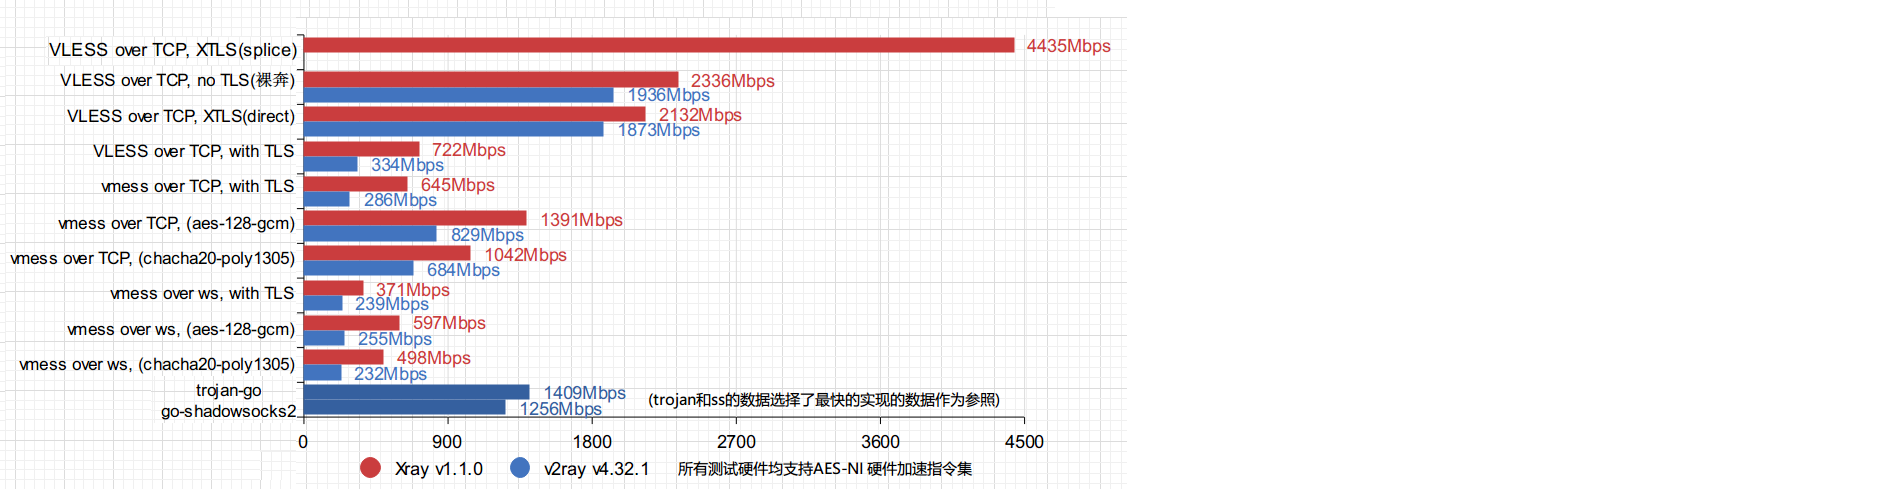 VLESS over TCP, XTLS(splice)
4435Mbps
VLESS over TCP, no TLS(裸奔)
2336Mbps
1936Mbps
VLESS over TCP, XTLS(direct)
2132Mbps
1873Mbps
VLESS over TCP, with TLS
722Mbps
334Mbps
vmess over TCP, with TLS
645Mbps
286Mbps
vmess over TCP, (aes-128-gcm)
1391Mbps
829Mbps
vmess over TCP, (chacha20-poly1305)
1042Mbps
684Mbps
vmess over ws, with TLS
371Mbps
239Mbps
vmess over ws, (aes-128-gcm)
597Mbps
255Mbps
vmess over ws, (chacha20-poly1305)
498Mbps
232Mbps
trojan-go
1409Mbps
(trojan和ss的数据选择了最快的实现的数据作为参照)
go-shadowsocks2
1256Mbps
0 900 1800 2700 3600 4500
Xray v1.1.0 v2ray v4.32.1 所有测试硬件均支持AES-NI 硬件加速指令集